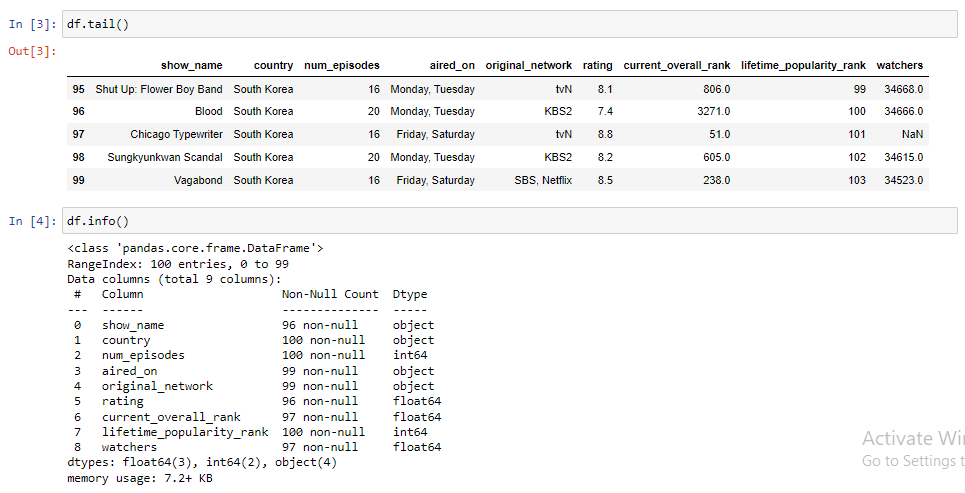 In [3]: df.tail()
Out[3]:
show_name country num_episodes aired_on original_network rating current_overall_rank lifetime_popularity_rank watchers
95 Shut Up: Flower Boy Band South Korea 16 Monday, Tuesday tvN 8.1 806.0 99 34668.0
96 Blood South Korea 20 Monday, Tuesday KBS2 7.4 3271.0 100 34666.0
97 Chicago Typewriter South Korea 16 Friday, Saturday tvN 8.8 51.0 101 NaN
98 Sungkyunkwan Scandal South Korea 20 Monday, Tuesday KBS2 8.2 605.0 102 34615.0
99 Vagabond South Korea 16 Friday, Saturday SBS, Netflix 8.5 238.0 103 34523.0
In [4]: df.info()
<class 'pandas.core.frame.DataFrame'>
RangeIndex: 100 entries, 0 to 99
Data columns (total 9 columns):
# Column Non-Null Count Dtype
--- ------ -------------- -----
0 show_name 96 non-null object
1 country 100 non-null object
2 num_episodes 100 non-null int64
3 aired_on 99 non-null object
4 original_network 99 non-null object
5 rating 96 non-null float64
6 current_overall_rank 97 non-null float64
7 lifetime_popularity_rank 100 non-null int64
8 watchers 97 non-null float64
dtypes: float64(3), int64(2), object(4)
memory usage: 7.2+ KB
Activate Wi
Go to Settings t